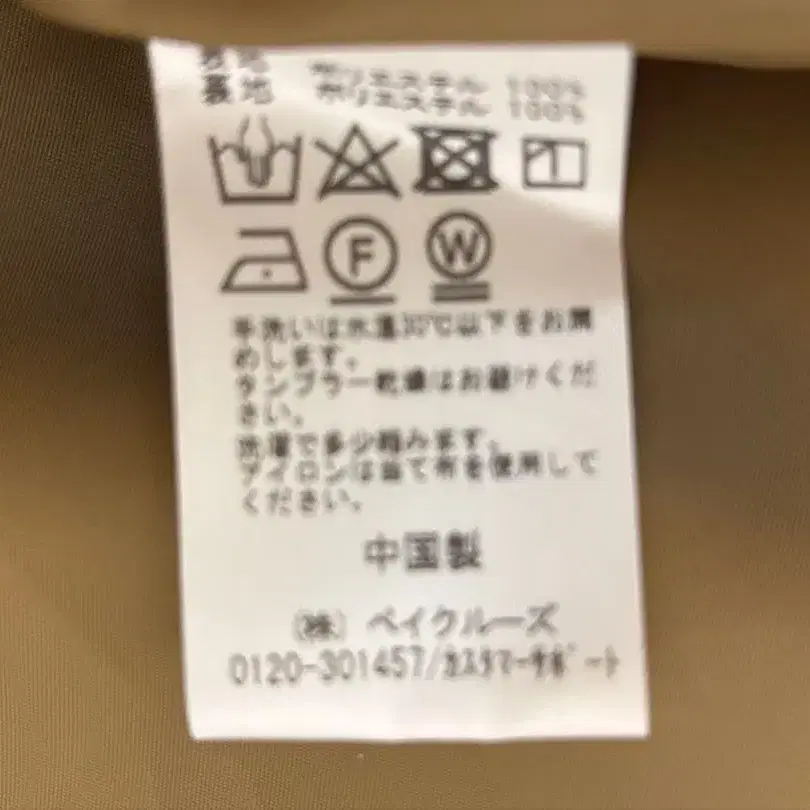 表地 ポリエステル 100%
裏地 ポリエステル 100%
F W
手洗いは水温30℃以下をお薦
めします。
タンブラー乾燥はお避けくだ
さい。
洗濯で多少縮みます。
アイロンは当て布を使用して
ください。
中国製
(株) ベイクルーズ
0120-301457/ｶｽﾀﾏｰｻﾎﾟｰﾄ